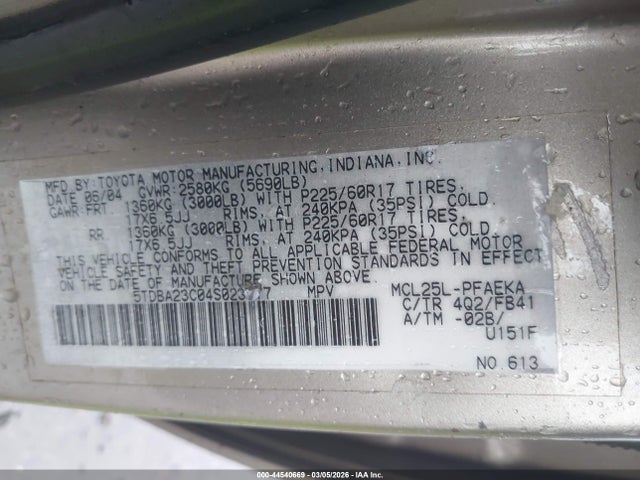 MFD.BY: TOYOTA MOTOR MANUFACTURING, INDIANA, INC.
DATE 06/04 GVWR: 2580KG (5690LB)
GAWR: FRT 1360KG (3000LB) WITH P225/60R17 TIRES,
17X6.5JJ RIMS, AT 240KPA (35PSI) COLD.
RR 1360KG (3000LB) WITH P225/60R17 TIRES,
17X6.5JJ RIMS, AT 240KPA (35PSI) COLD.
THIS VEHICLE CONFORMS TO ALL APPLICABLE FEDERAL MOTOR
VEHICLE SAFETY AND THEFT PREVENTION STANDARDS IN EFFECT
ON THE DATE OF MANUFACTURE SHOWN ABOVE.
MPV MCL25L-PFAEKA
C/TR 4Q2/FB41
A/TM -02B/
U151F
NO.613
000-44540669 | 03/05/2026 | IAA Inc.